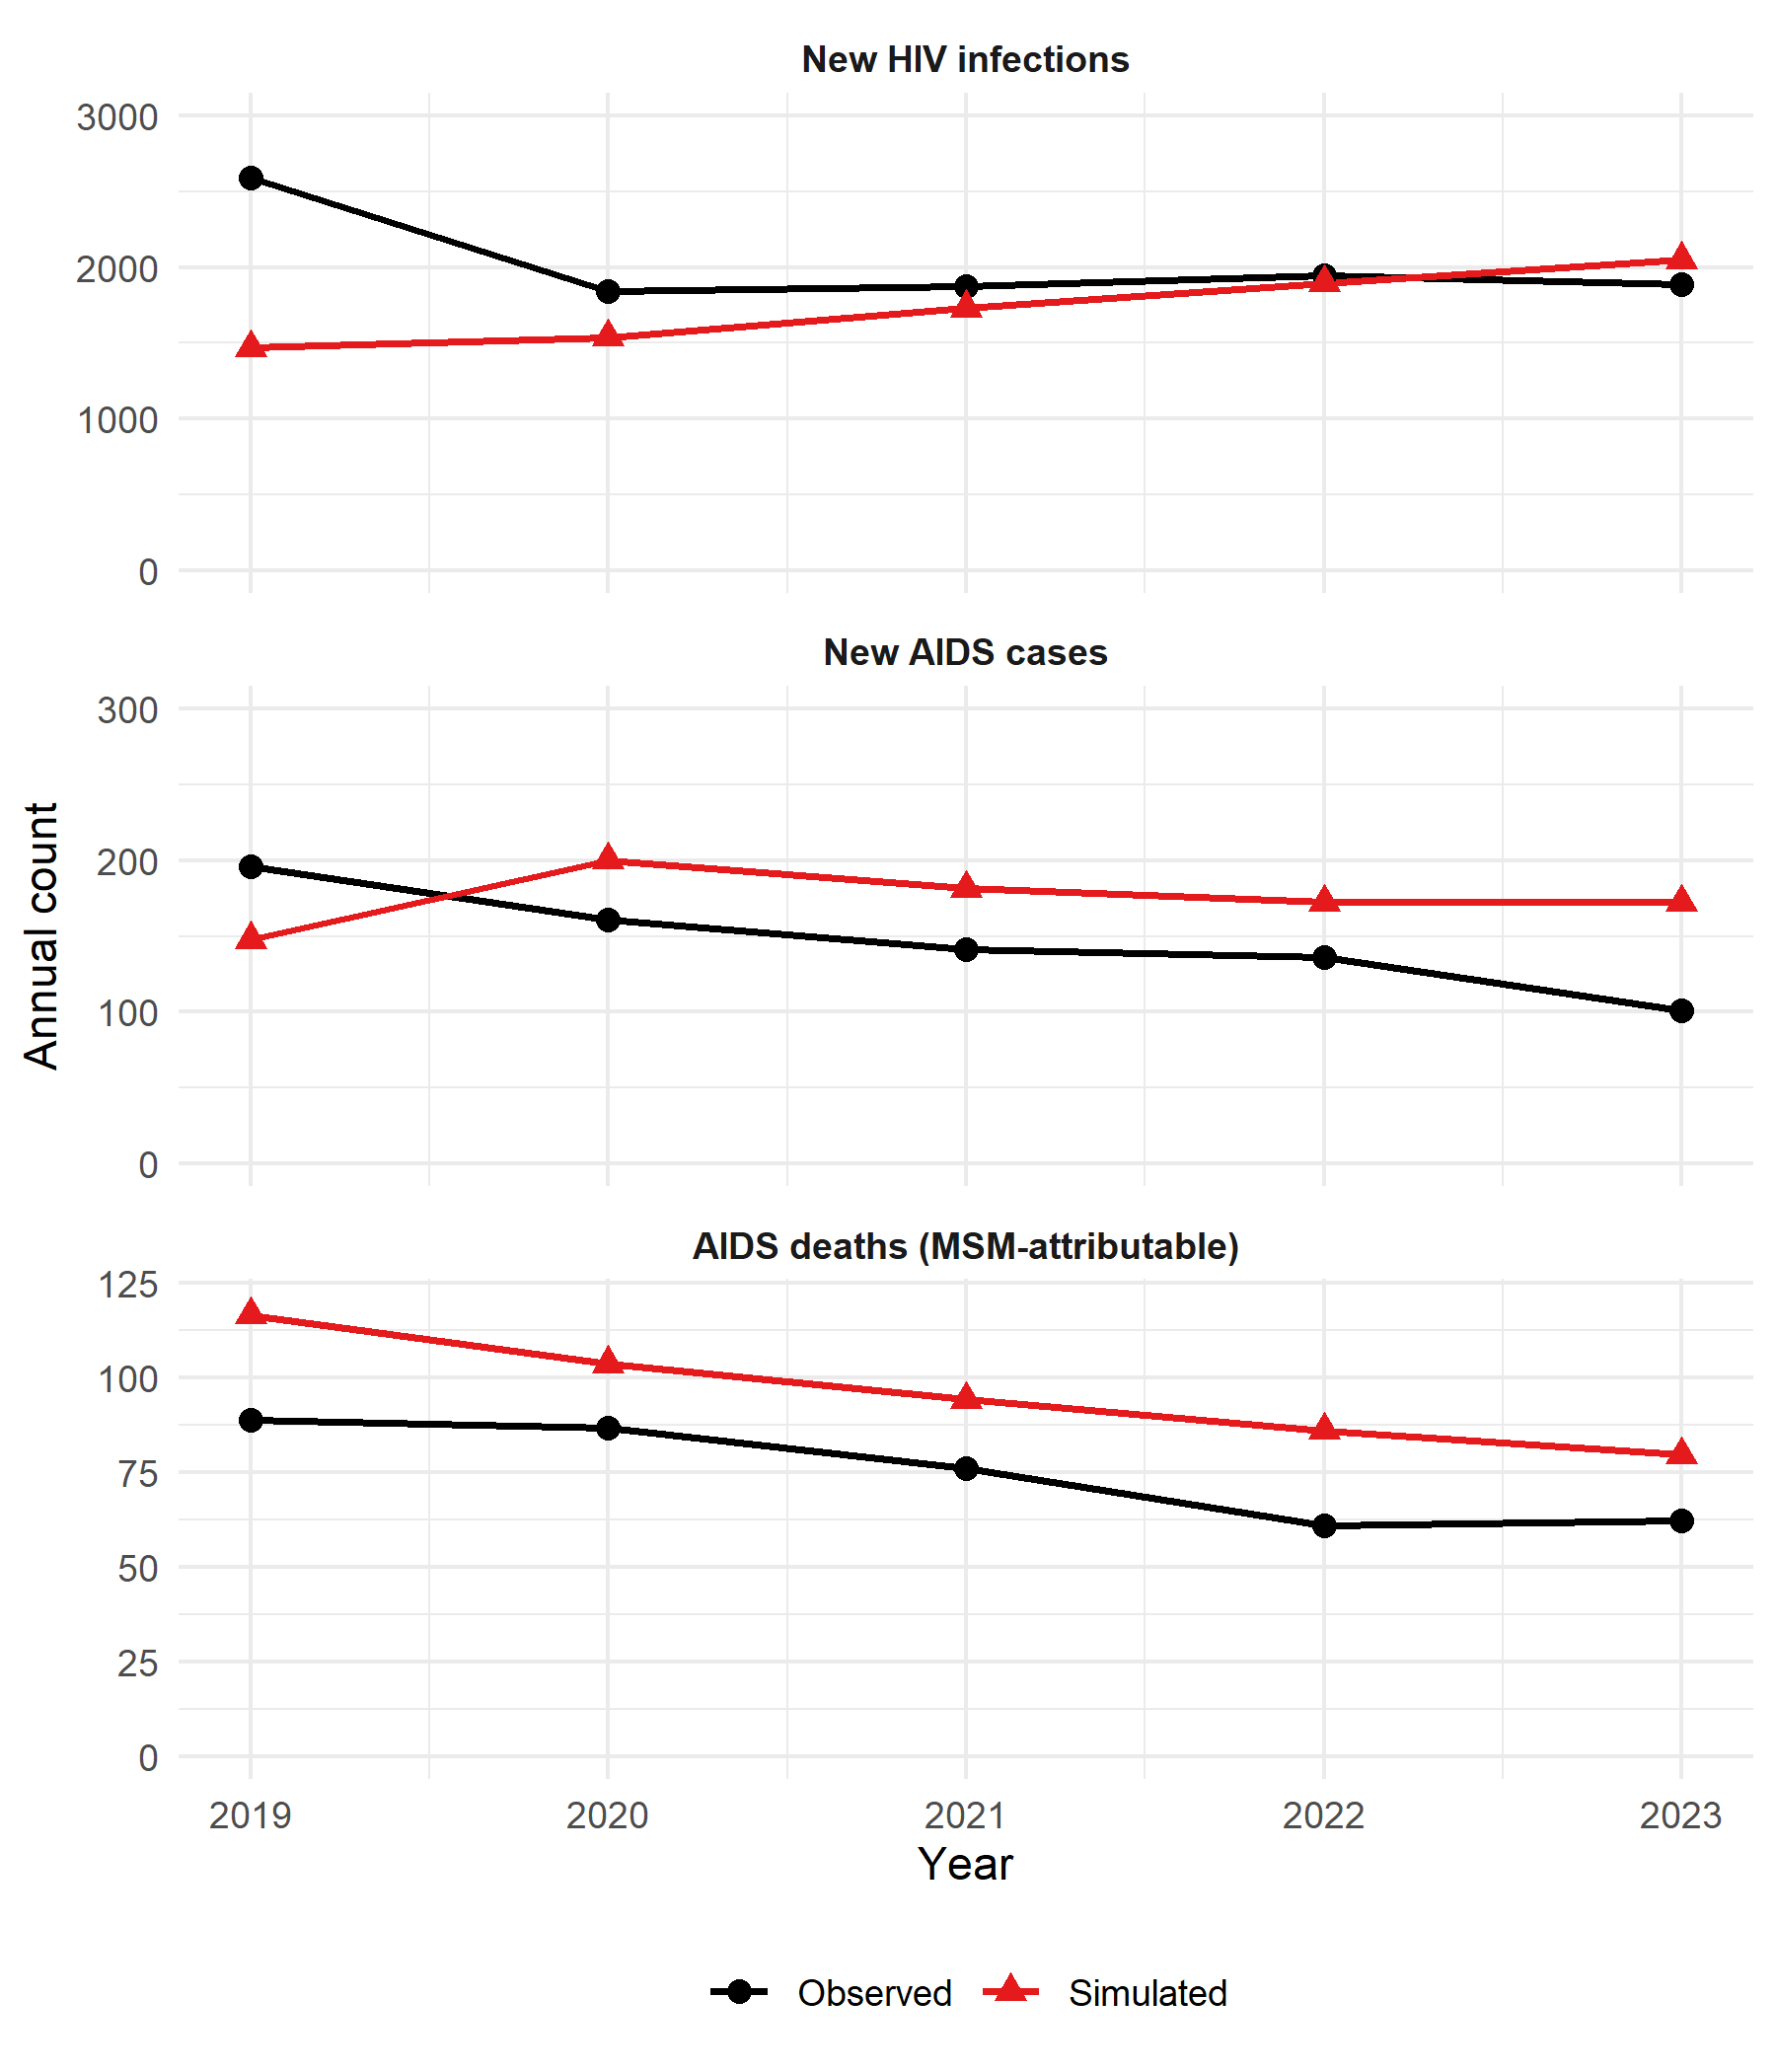 New HIV infections
3000
2000
1000
0
New AIDS cases
300
200
100
0
Annual count
AIDS deaths (MSM-attributable)
125
100
75
50
25
0
2019 2020 2021 2022 2023
Year
Observed Simulated